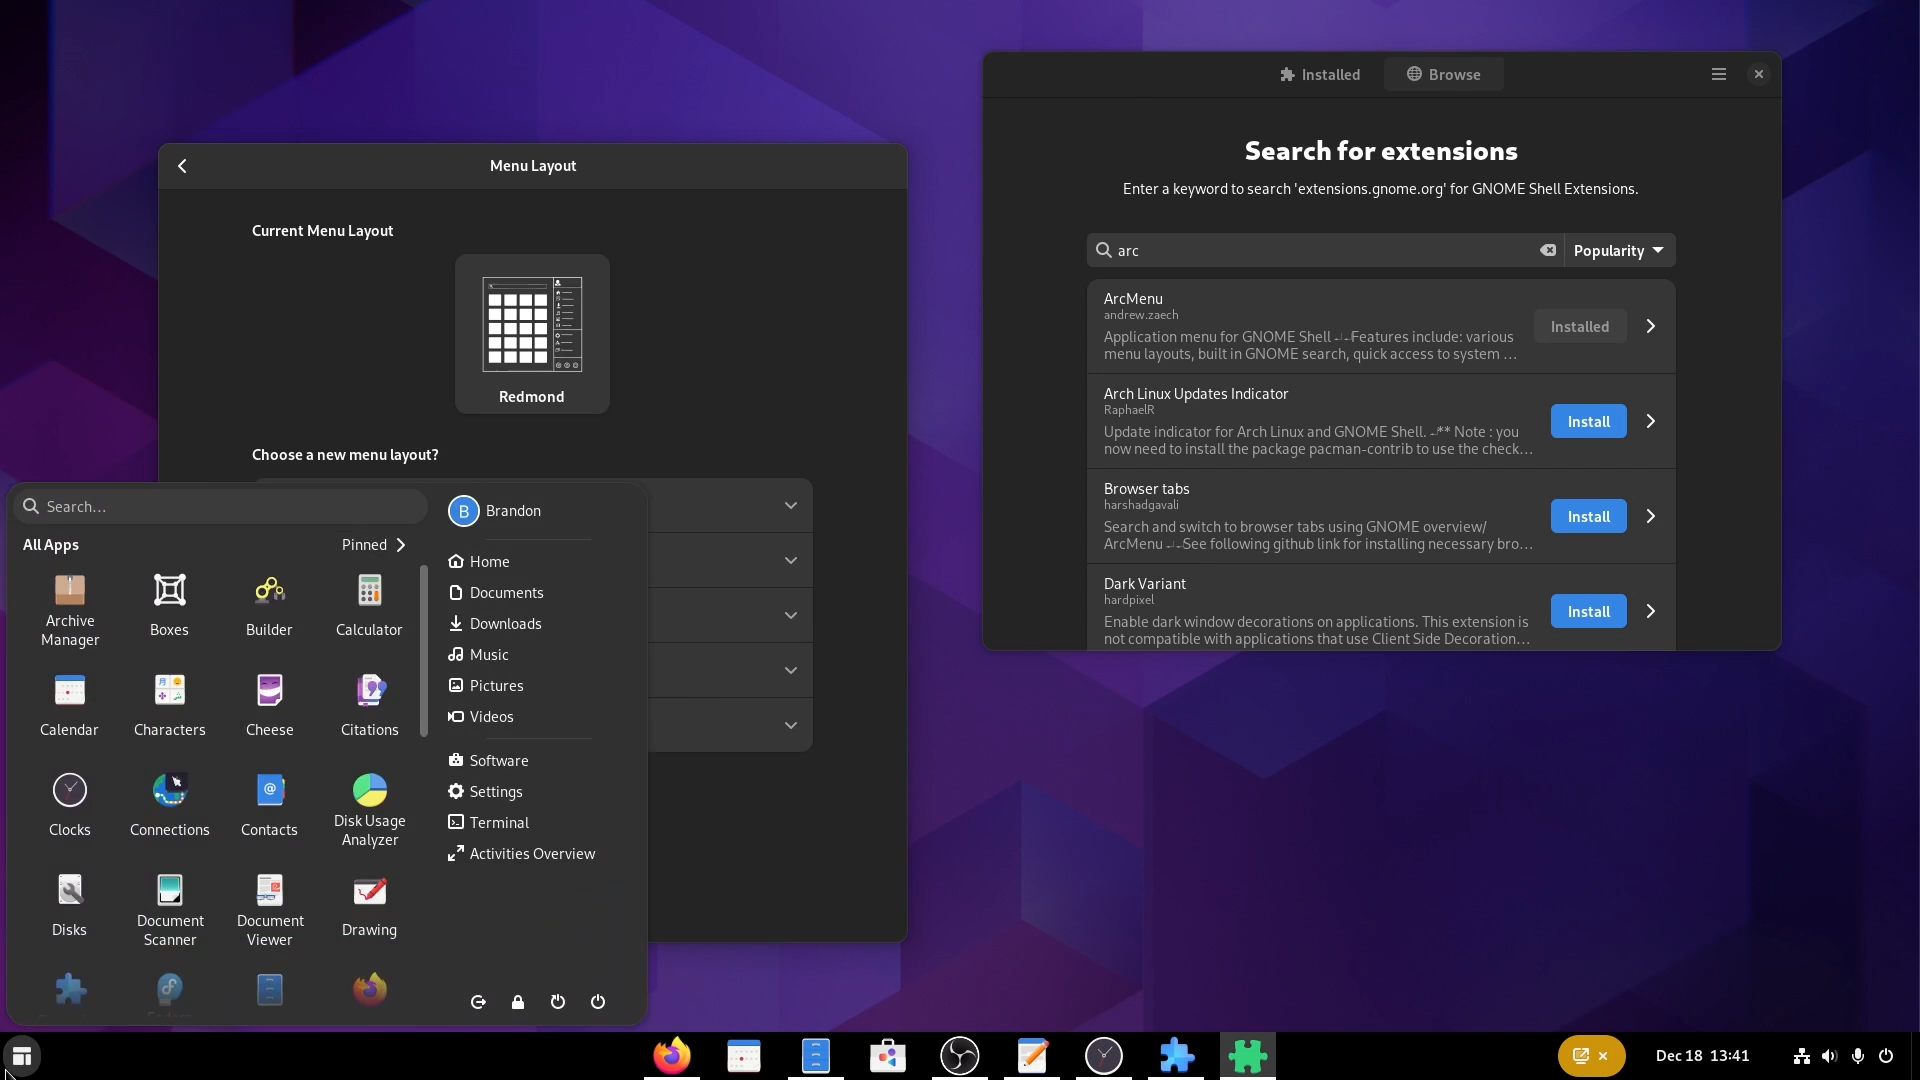 Menu Layout
Current Menu Layout
Redmond
Choose a new menu layout?
Installed
Browse
Search for extensions
Enter a keyword to search 'extensions.gnome.org' for GNOME Shell Extensions.
arc
Popularity
ArcMenu
andrew.zaech
Application menu for GNOME Shell Features include: various
menu layouts, built in GNOME search, quick access to system …
Installed
Arch Linux Updates Indicator
RaphaelR
Update indicator for Arch Linux and GNOME Shell. ** Note : you
now need to install the package pacman-contrib to use the check…
Install
Browser tabs
harshadgavali
Search and switch to browser tabs using GNOME overview/
ArcMenu See following github link for installing necessary bro…
Install
Dark Variant
hardpixel
Enable dark window decorations on applications. This extension is
not compatible with applications that use Client Side Decoration…
Install
Search…
All Apps
Pinned
Archive
Manager
Boxes
Builder
Calculator
Calendar
Characters
Cheese
Citations
Clocks
Connections
Contacts
Disk Usage
Analyzer
Disks
Document
Scanner
Document
Viewer
Drawing
B
Brandon
Home
Documents
Downloads
Music
Pictures
Videos
Software
Settings
Terminal
Activities Overview
Dec 18 13:41